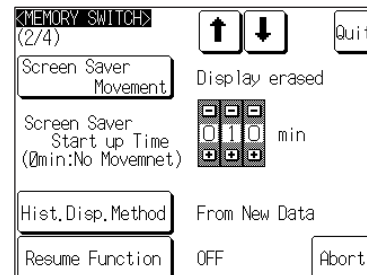 <MEMORY SWITCH>
(2/4)
Quit
Screen Saver
Movement
Display erased
Screen Saver
Start up Time
(0min:No Movemnet)
010 min
Hist.Disp.Method
From New Data
Resume Function
OFF
Abort